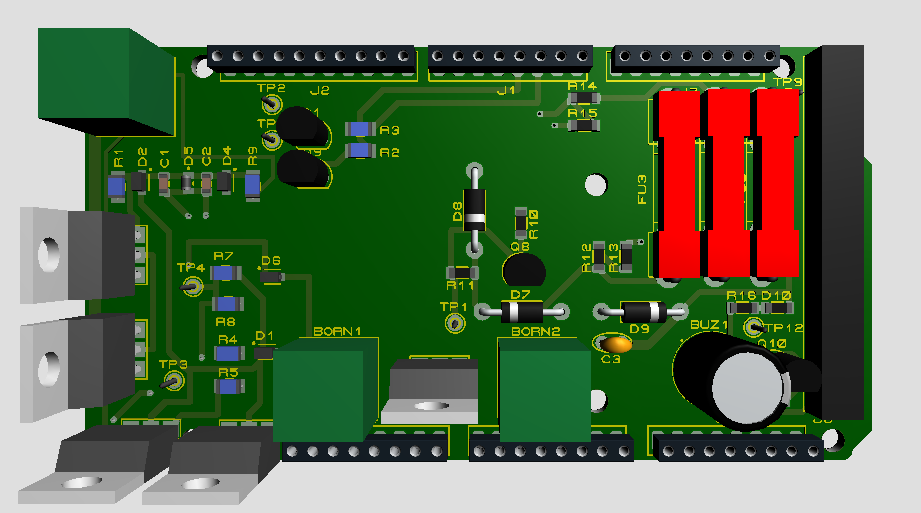 J2
J1
TP9
TP2
R14
R15
TP
R3
R2
R1
D2
C1
D5
C2
D4
R9
FU3
D8
R10
Q8
R12
R13
R7
D6
TP4
R11
R8
D7
R16 D10
TP1
BORN1
BORN2
D9
BUZ1
TP12
R4
D1
Q10
C3
TP3
R5